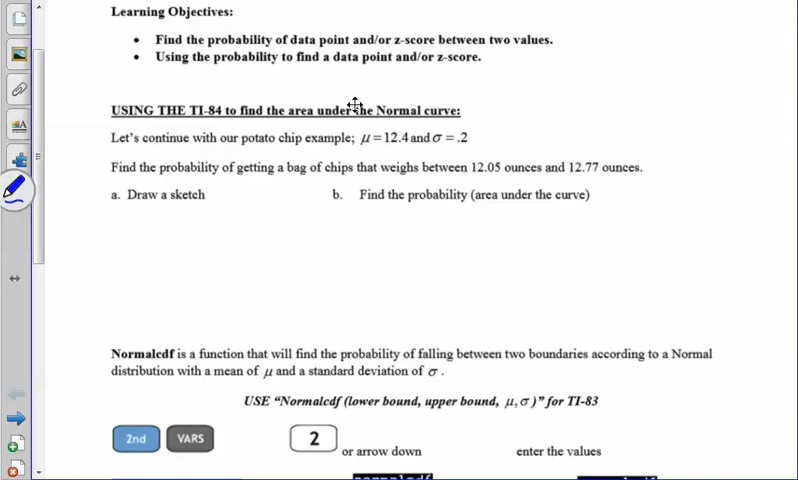 Learning Objectives:
• Find the probability of data point and/or z-score between two values.
• Using the probability to find a data point and/or z-score.
USING THE TI-84 to find the area under the Normal curve:
Let's continue with our potato chip example; μ = 12.4 and σ = .2
Find the probability of getting a bag of chips that weighs between 12.05 ounces and 12.77 ounces.
a. Draw a sketch b. Find the probability (area under the curve)
Normalcdf is a function that will find the probability of falling between two boundaries according to a Normal
distribution with a mean of μ and a standard deviation of σ .
USE "Normalcdf (lower bound, upper bound, μ, σ )" for TI-83
2nd VARS 2 or arrow down enter the values